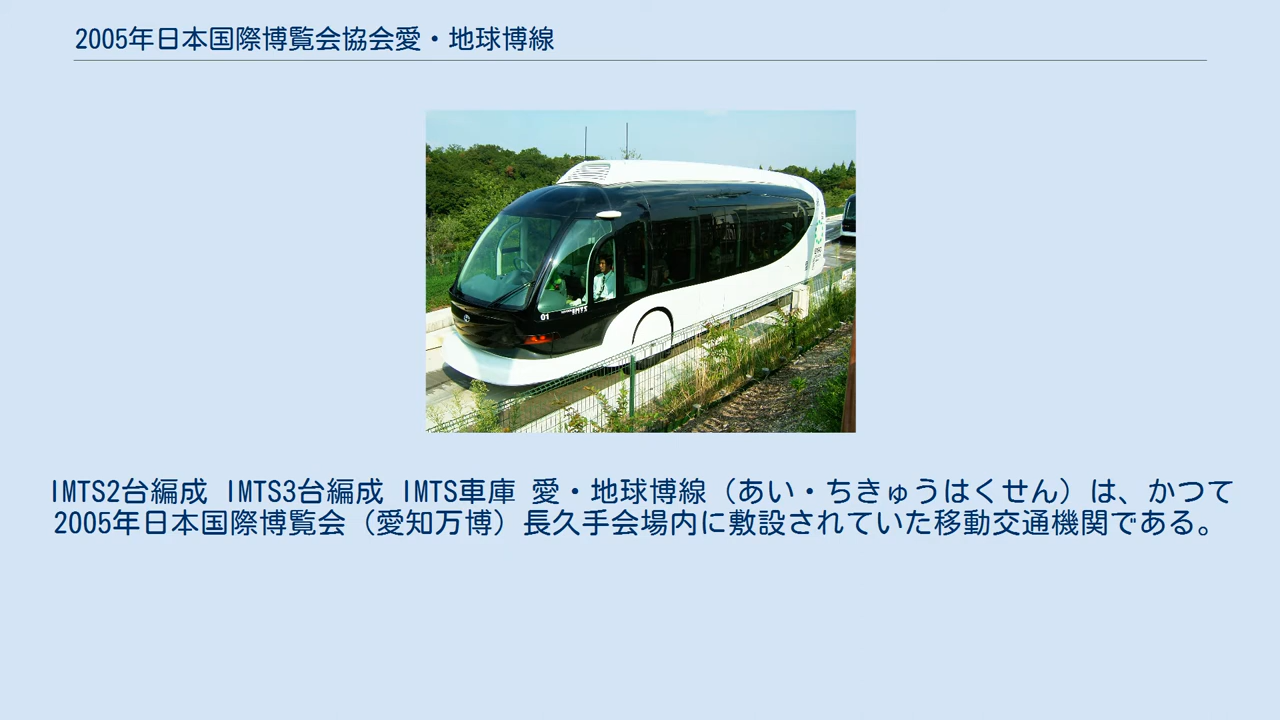 2005年日本国際博覧会協会愛・地球博線
01
IMTS
IMTS2台編成 IMTS3台編成 IMTS車庫 愛・地球博線（あい・ちきゅうはくせん）は、かつて
2005年日本国際博覧会（愛知万博）長久手会場内に敷設されていた移動交通機関である。